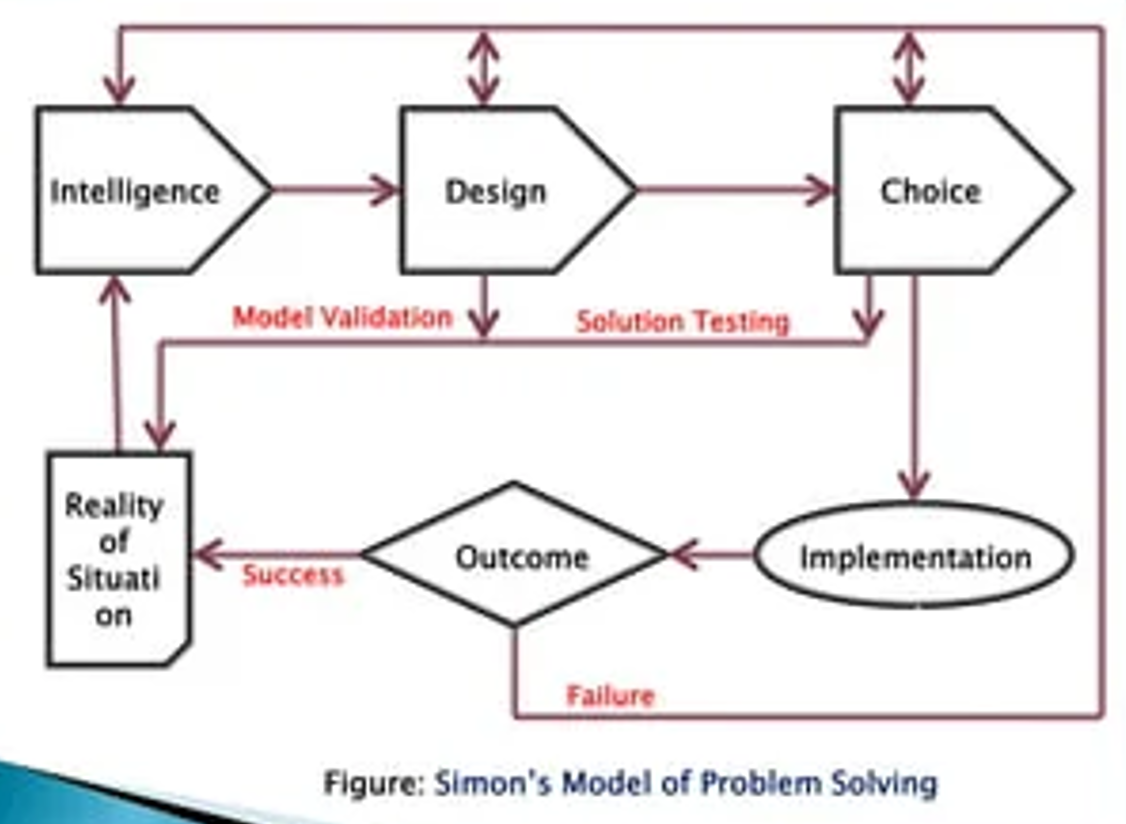 Intelligence
Design
Choice
Model Validation
Solution Testing
Reality
of
Situati
on
Success
Outcome
Implementation
Failure
Figure: Simon's Model of Problem Solving